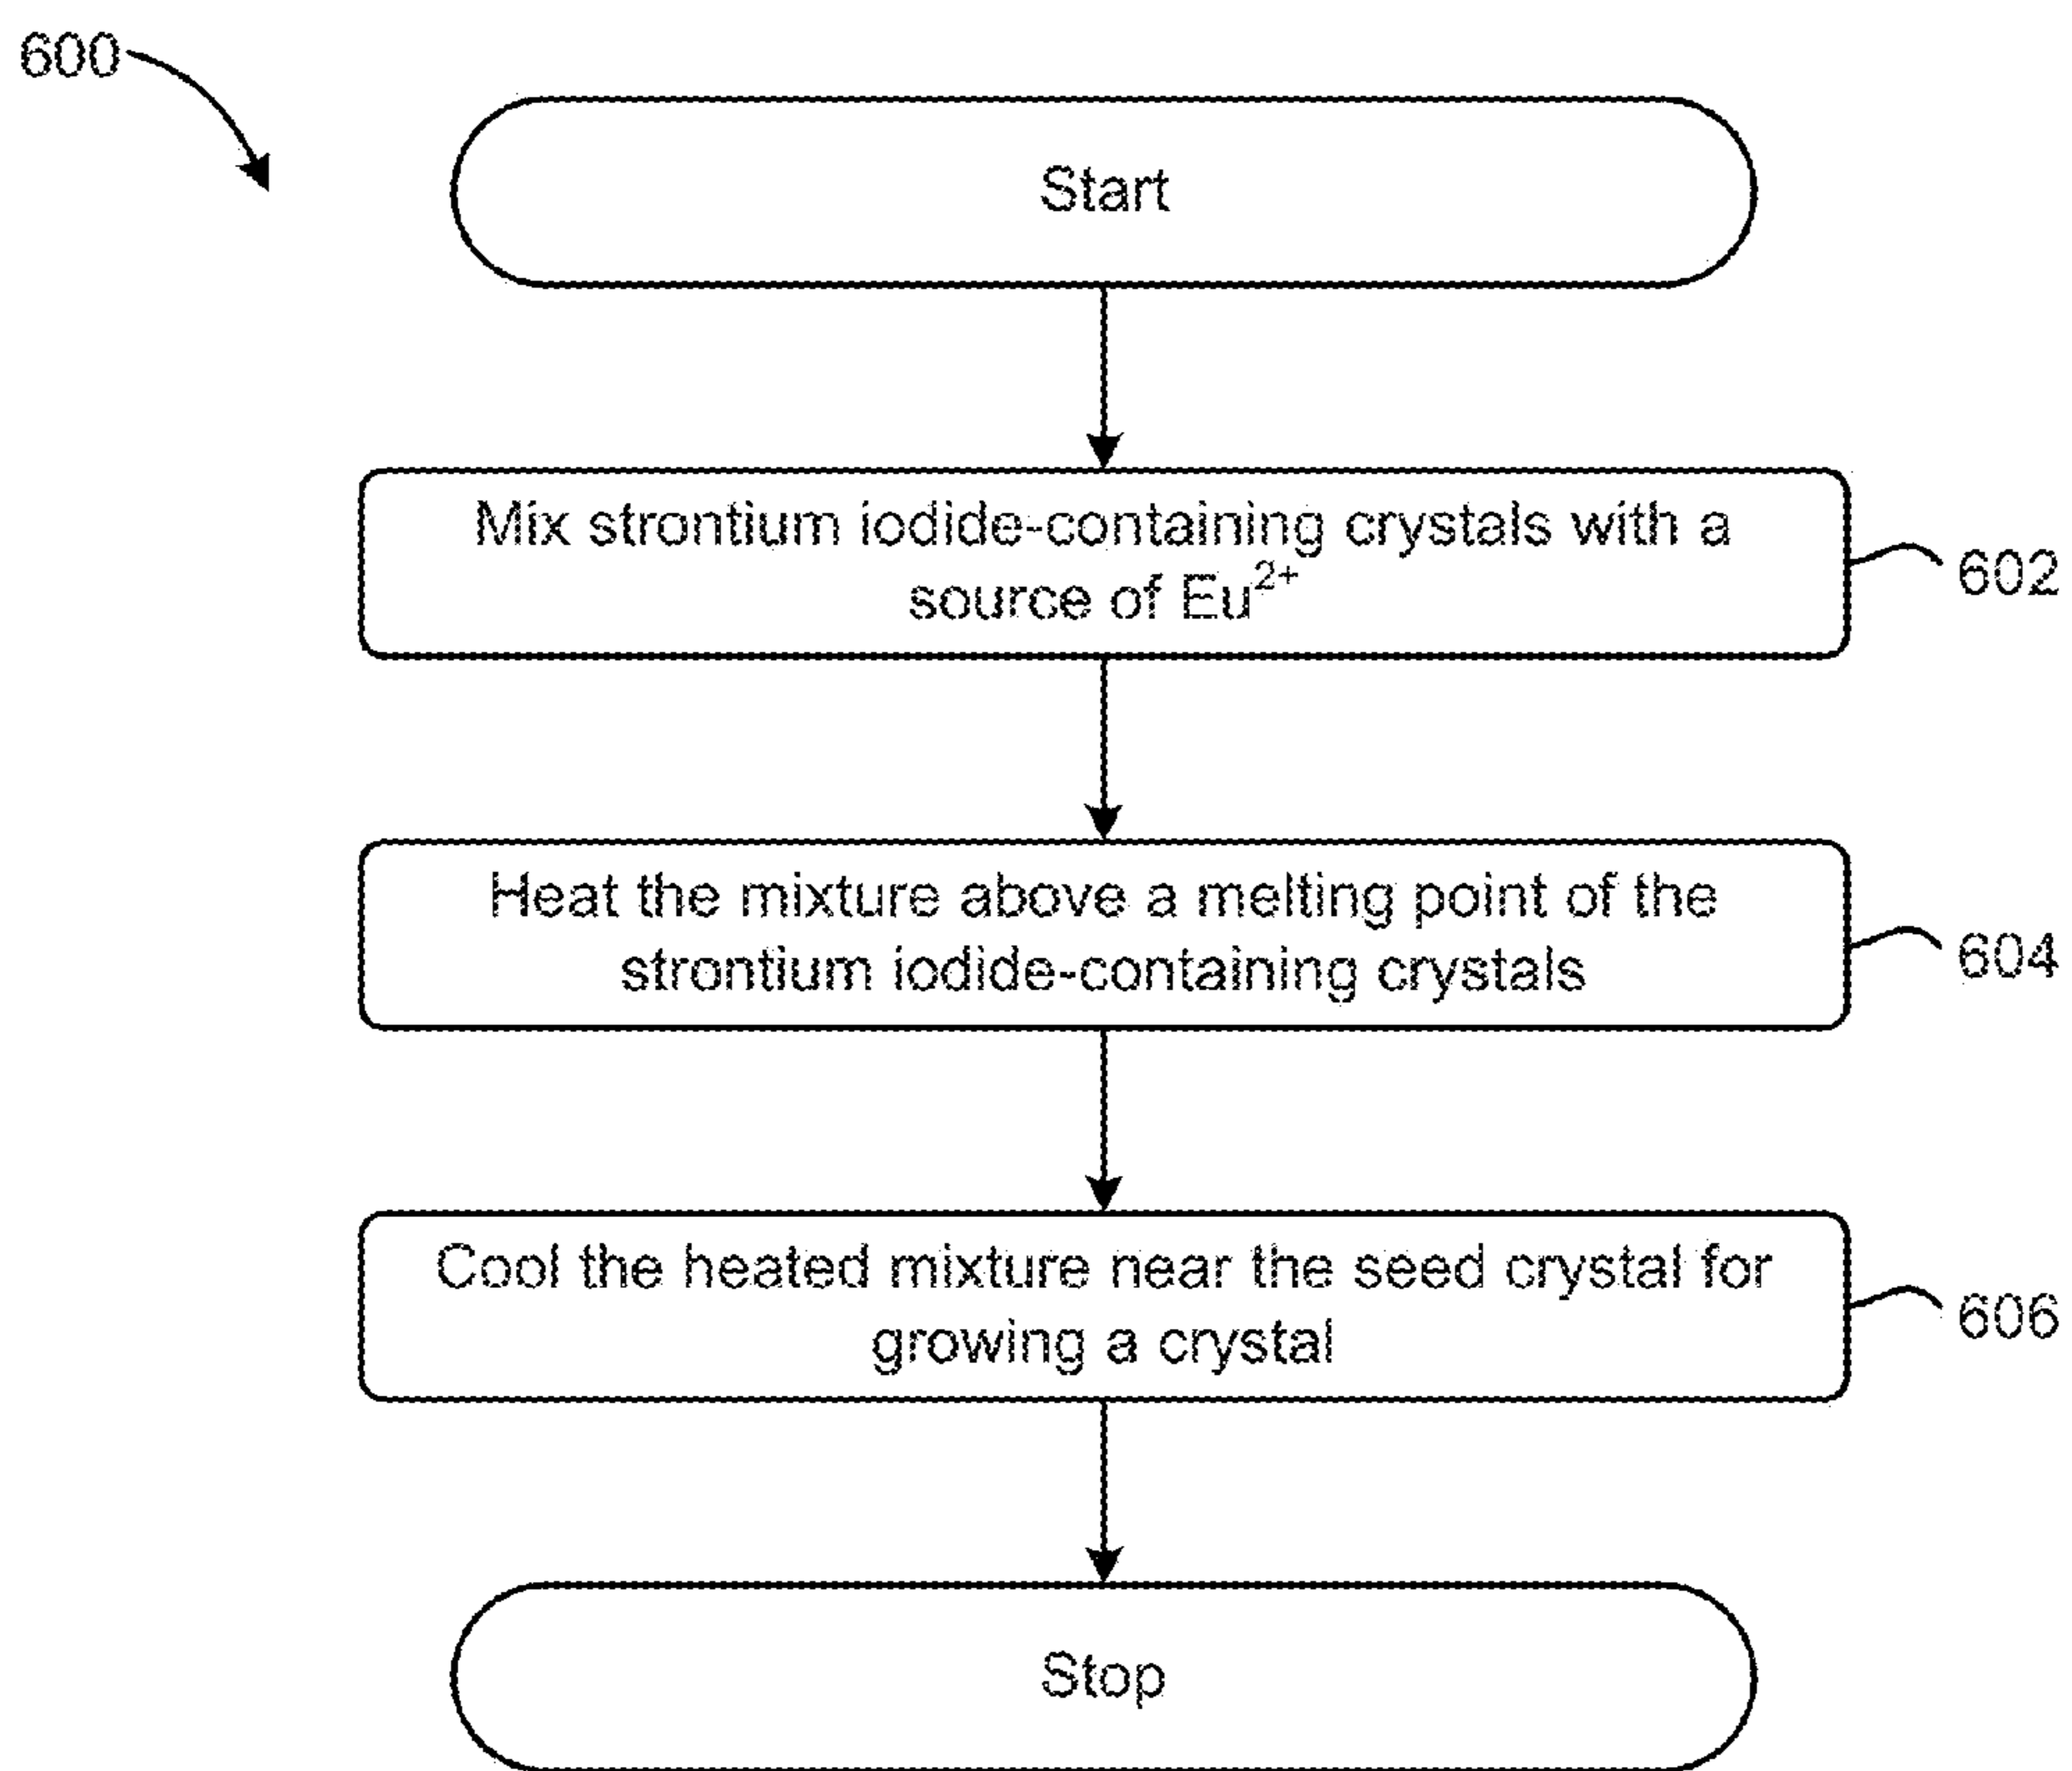 600
Start
Mix strontium iodide-containing crystals with a
source of Eu²⁺
602
Heat the mixture above a melting point of the
strontium iodide-containing crystals
604
Cool the heated mixture near the seed crystal for
growing a crystal
606
Stop